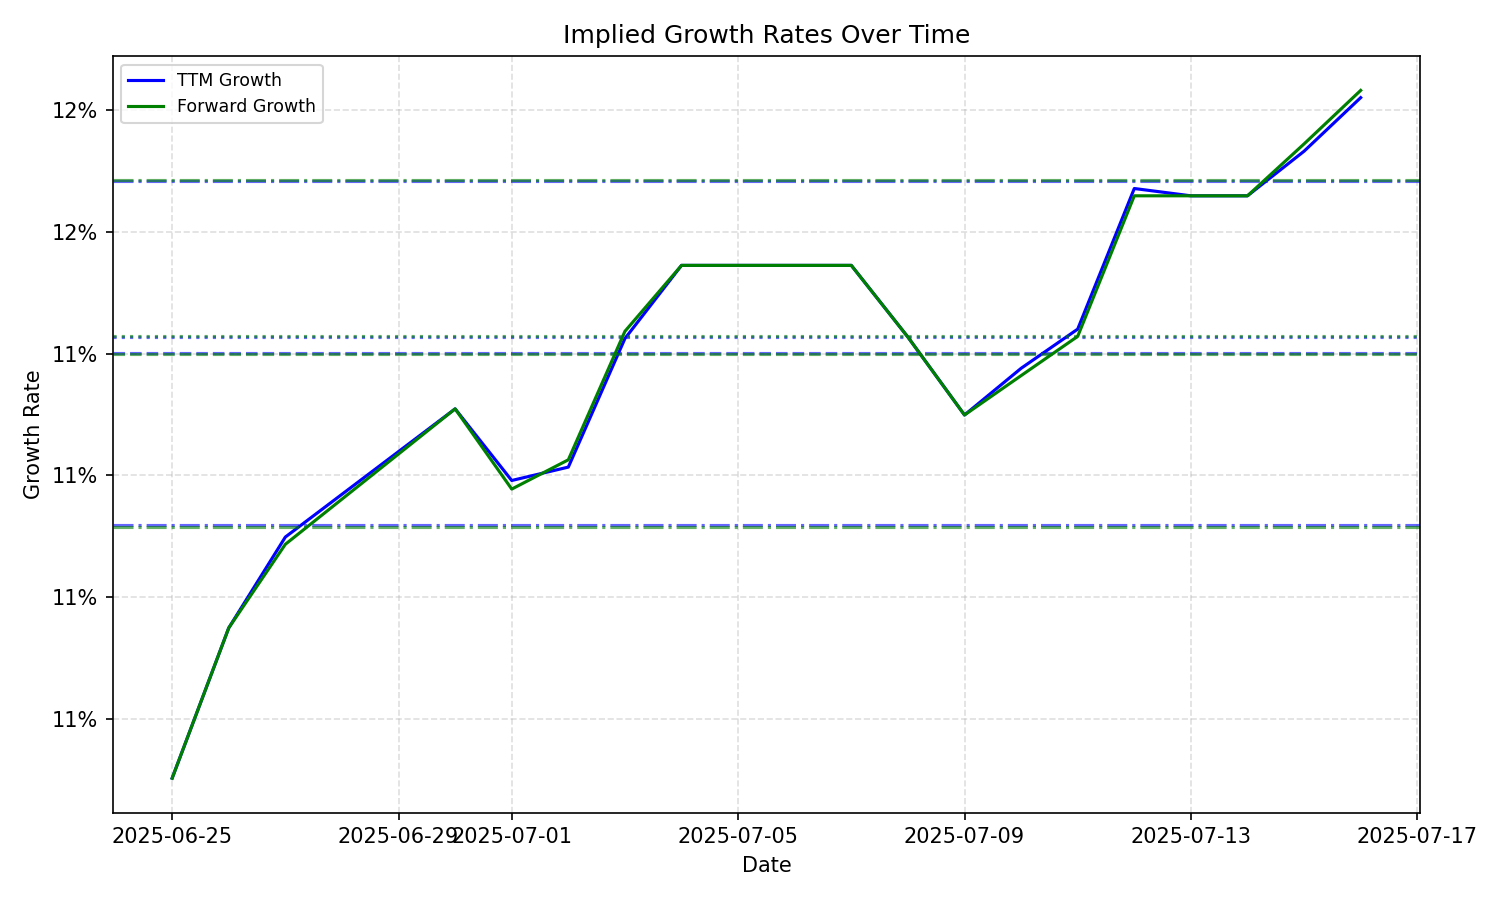 Implied Growth Rates Over Time
TTM Growth
Forward Growth
12%
12%
11%
11%
11%
11%
Growth Rate
2025-06-25
2025-06-29
2025-07-01
2025-07-05
2025-07-09
2025-07-13
2025-07-17
Date